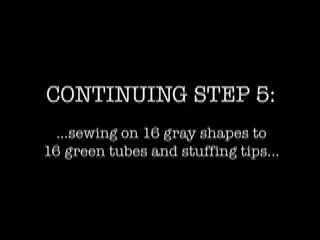 CONTINUING STEP 5:
...sewing on 16 gray shapes to
16 green tubes and stuffing tips...